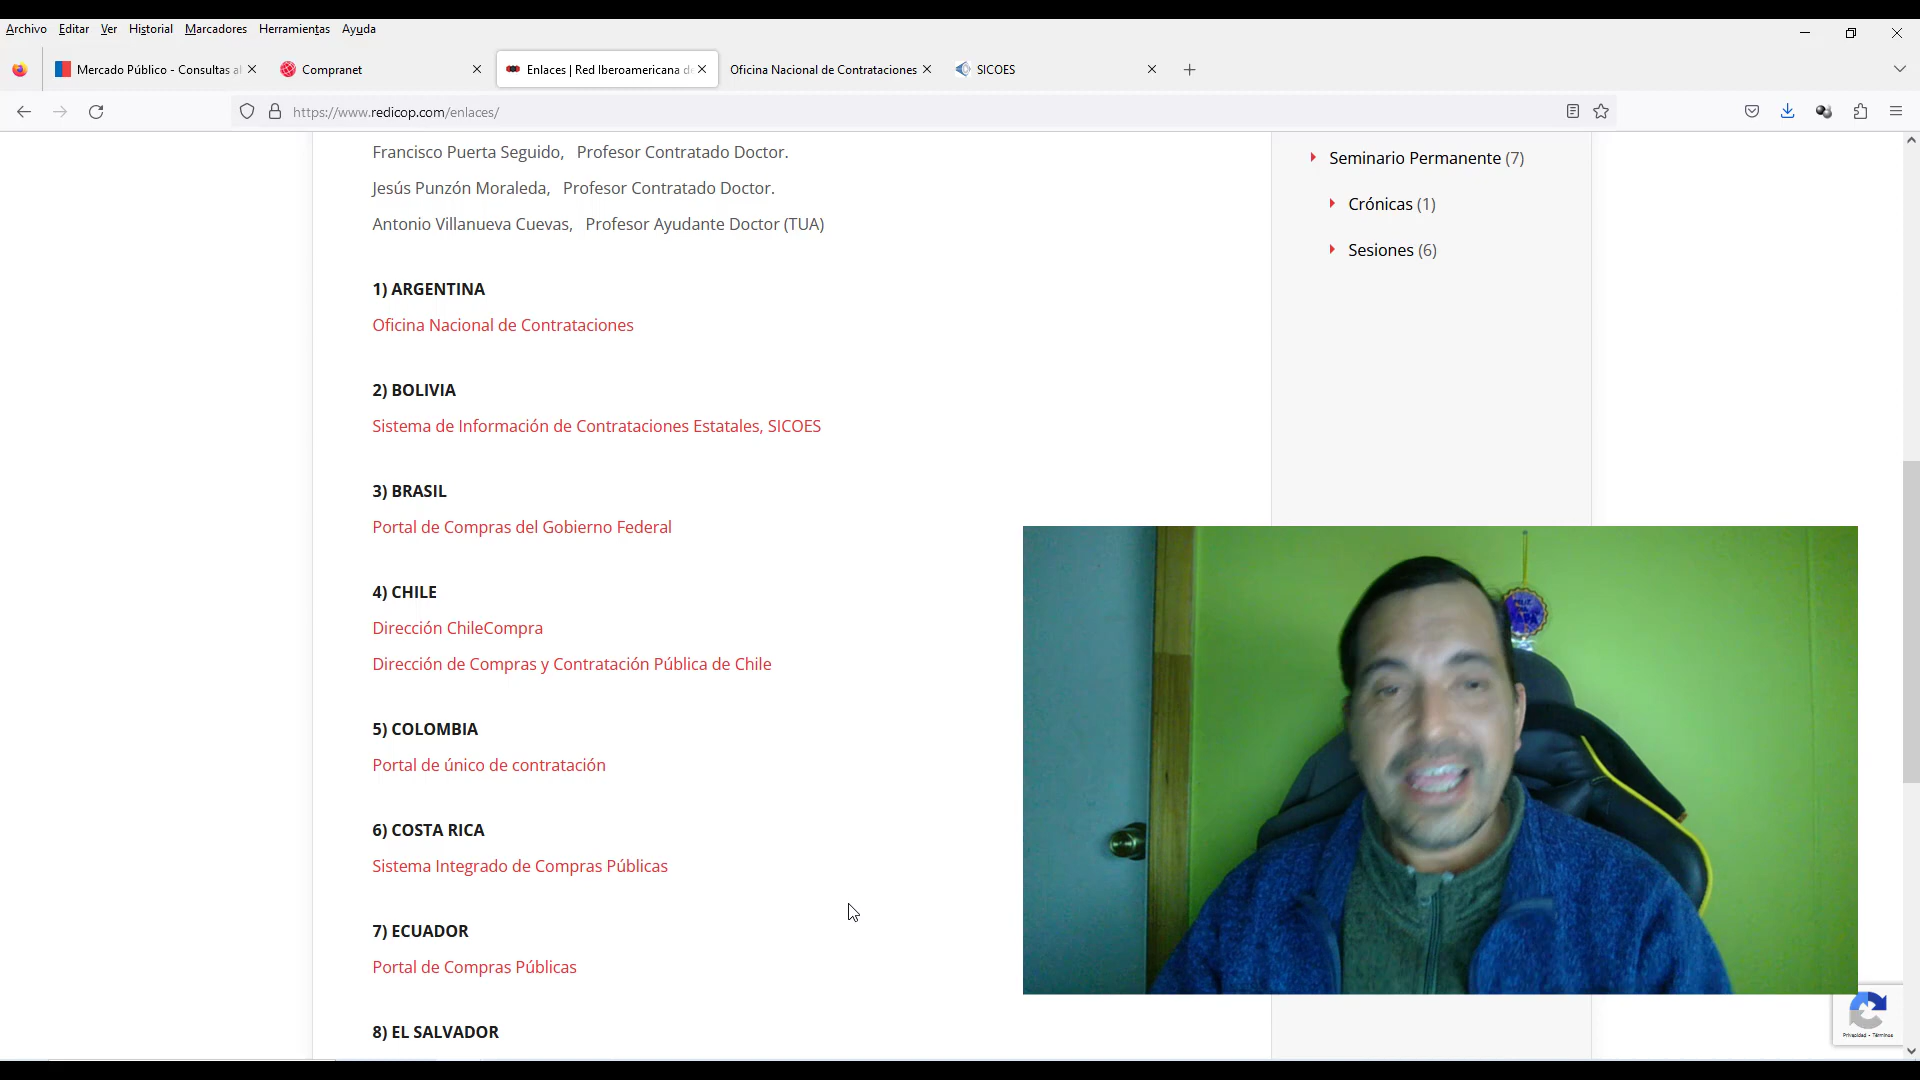 Archivo Editar Ver Historial Marcadores Herramientas Ayuda
Mercado Público - Consultas al
Compranet
Enlaces | Red Iberoamericana de
Oficina Nacional de Contrataciones
SICOES
https://www.redicop.com/enlaces/
Francisco Puerta Seguido, Profesor Contratado Doctor.
Jesús Punzón Moraleda, Profesor Contratado Doctor.
Antonio Villanueva Cuevas, Profesor Ayudante Doctor (TUA)
1) ARGENTINA
Oficina Nacional de Contrataciones
2) BOLIVIA
Sistema de Información de Contrataciones Estatales, SICOES
3) BRASIL
Portal de Compras del Gobierno Federal
4) CHILE
Dirección ChileCompra
Dirección de Compras y Contratación Pública de Chile
5) COLOMBIA
Portal de único de contratación
6) COSTA RICA
Sistema Integrado de Compras Públicas
7) ECUADOR
Portal de Compras Públicas
8) EL SALVADOR
Seminario Permanente (7)
Crónicas (1)
Sesiones (6)
Privacidad - Términos